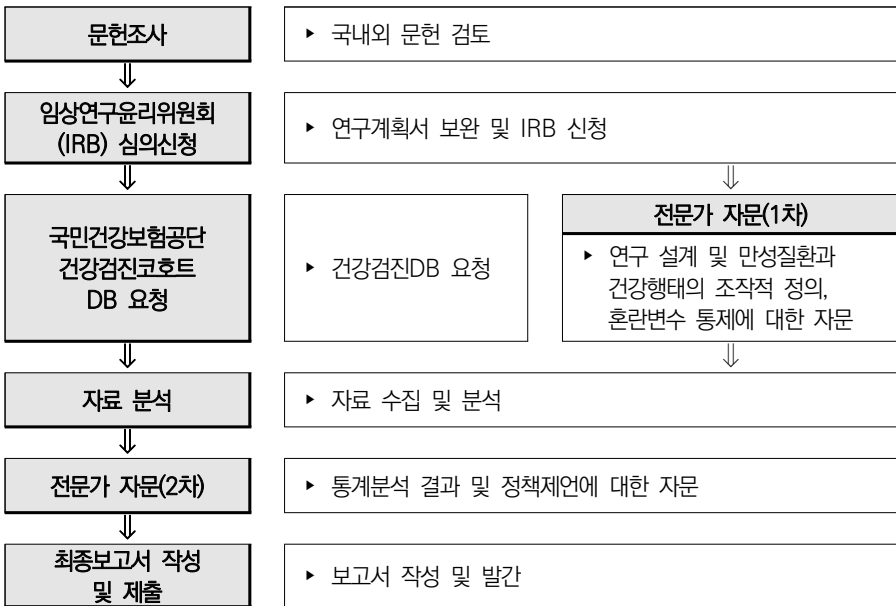 문헌조사
▸ 국내외 문헌 검토
⇓
임상연구윤리위원회
(IRB) 심의신청
▸ 연구계획서 보완 및 IRB 신청
⇓
⇓
국민건강보험공단
건강검진코호트
DB 요청
▸ 건강검진DB 요청
전문가 자문(1차)
▸ 연구 설계 및 만성질환과
건강행태의 조작적 정의,
혼란변수 통제에 대한 자문
⇓
⇓
자료 분석
▸ 자료 수집 및 분석
⇓
전문가 자문(2차)
▸ 통계분석 결과 및 정책제언에 대한 자문
⇓
최종보고서 작성
및 제출
▸ 보고서 작성 및 발간